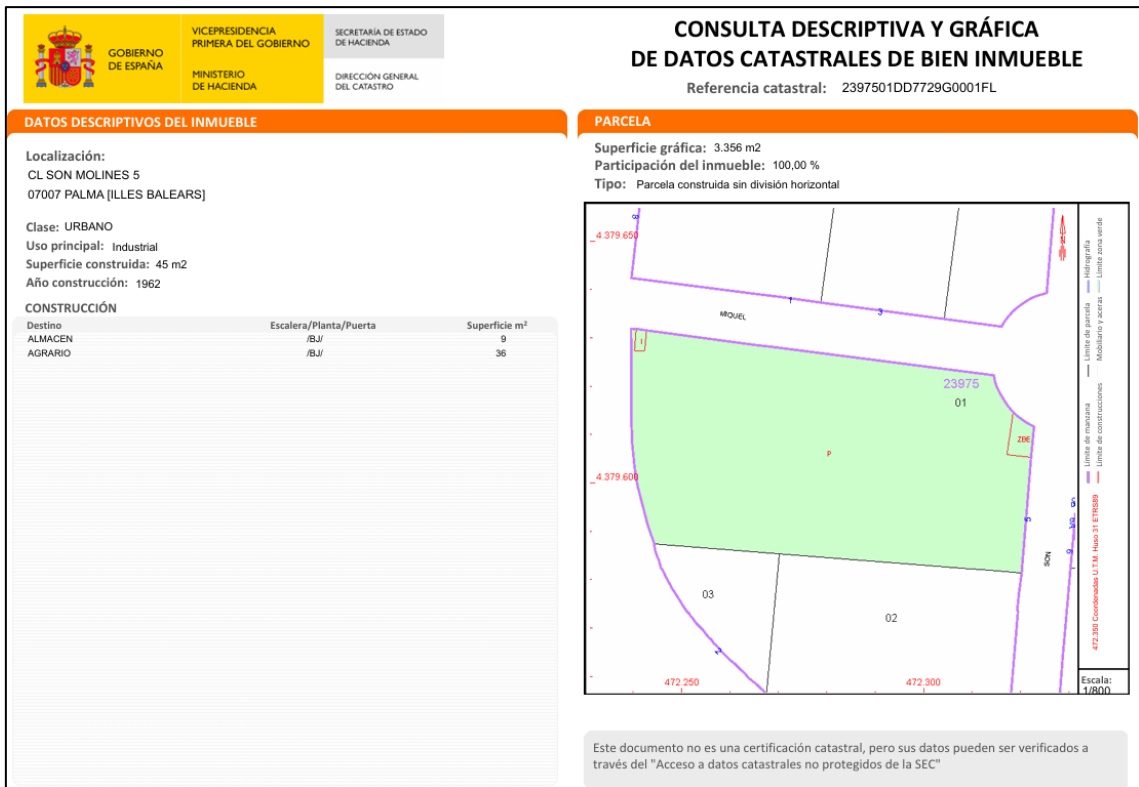 GOBIERNO
DE ESPAÑA
VICEPRESIDENCIA
PRIMERA DEL GOBIERNO
MINISTERIO
DE HACIENDA
SECRETARÍA DE ESTADO
DE HACIENDA
DIRECCIÓN GENERAL
DEL CATASTRO
CONSULTA DESCRIPTIVA Y GRÁFICA
DE DATOS CATASTRALES DE BIEN INMUEBLE
Referencia catastral: 2397501DD7729G0001FL
DATOS DESCRIPTIVOS DEL INMUEBLE
Localización:
CL SON MOLINES 5
07007 PALMA [ILLES BALEARS]
Clase: URBANO
Uso principal: Industrial
Superficie construida: 45 m2
Año construcción: 1962
CONSTRUCCIÓN
Destino Escalera/Planta/Puerta Superficie m²
ALMACEN /BJ/ 9
AGRARIO /BJ/ 36
PARCELA
Superficie gráfica: 3.356 m2
Participación del inmueble: 100,00 %
Tipo: Parcela construida sin división horizontal
8
4.379.650
1
3
MIQUEL
I
23975
01
ZBE
P
4.379.600
5
SON
9
03
02
2
472.250
472.300
Límite de manzana
Límite de parcela
Hidrografía
Límite de construcciones
Mobiliario y aceras
Límite zona verde
472.350 Coordenadas U.T.M. Huso 31 ETRS89
Escala:
1/800
Este documento no es una certificación catastral, pero sus datos pueden ser verificados a
través del "Acceso a datos catastrales no protegidos de la SEC"